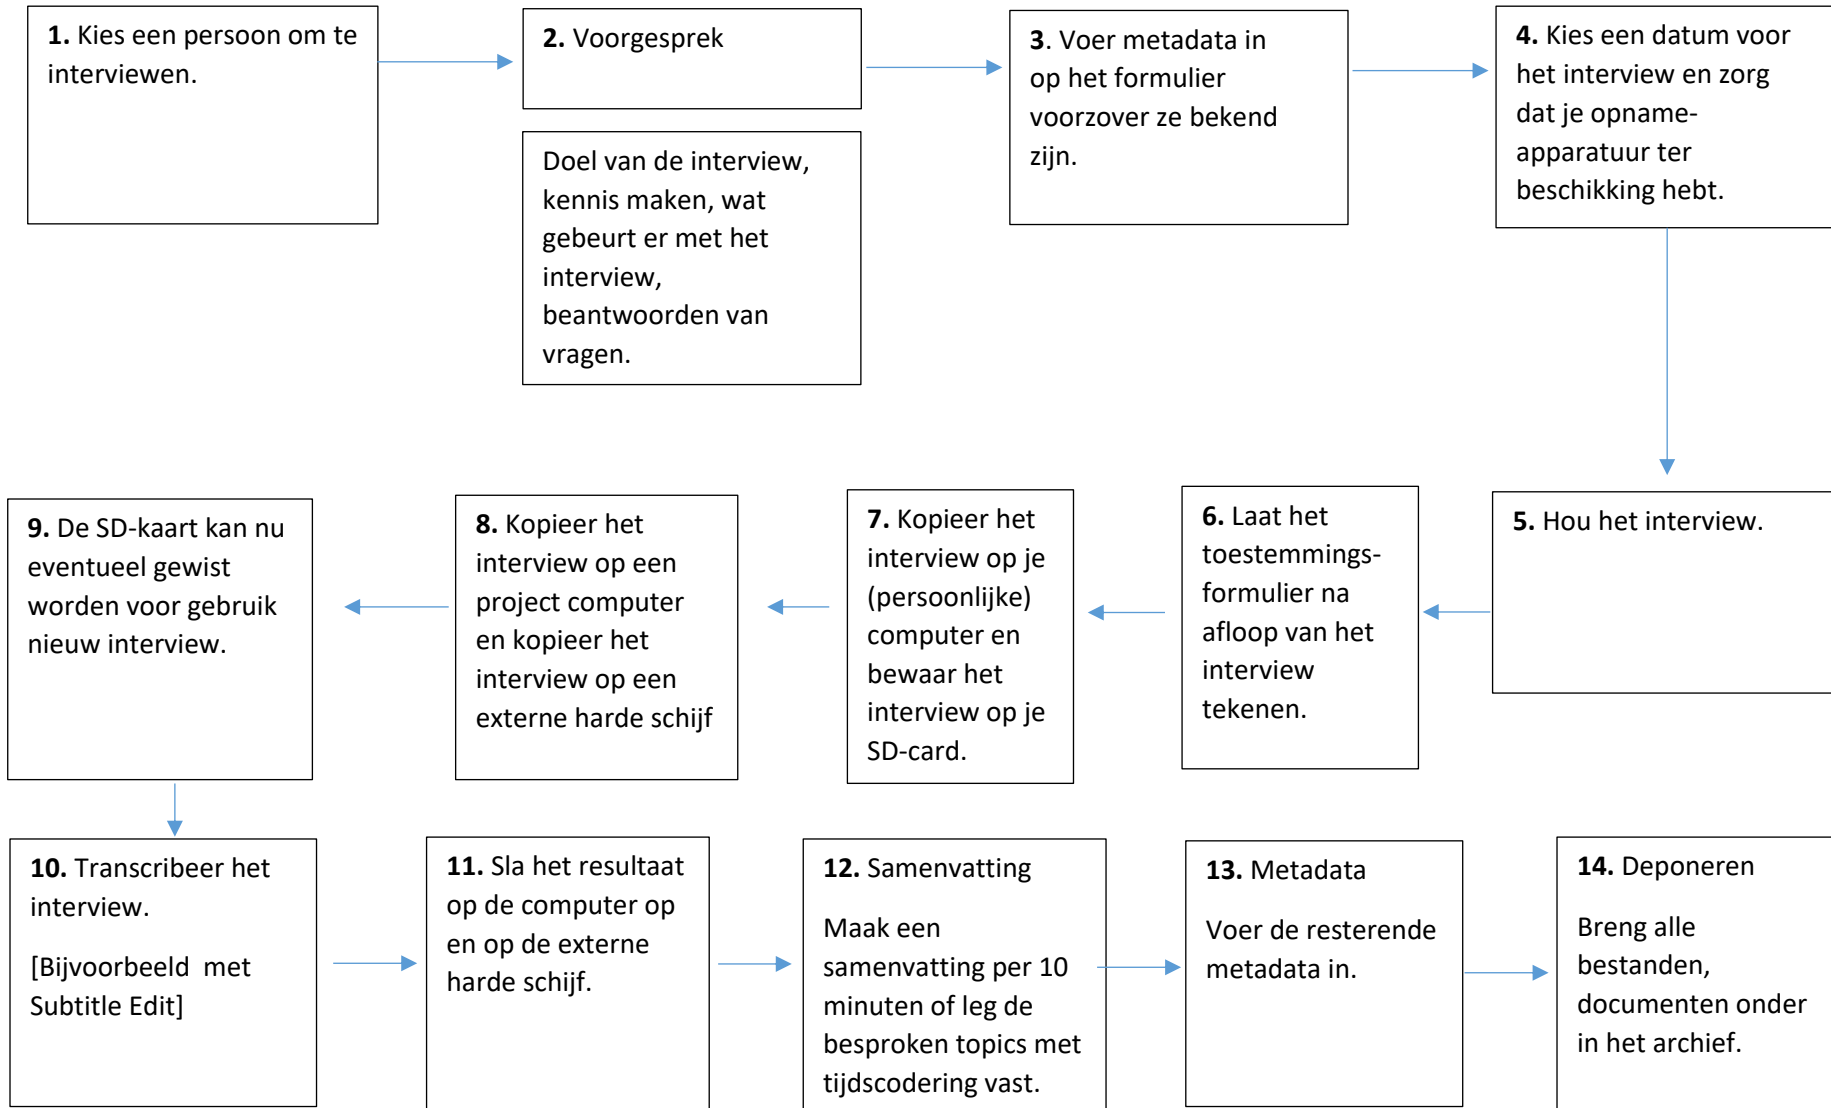 1. Kies een persoon om te
interviewen.
2. Voorgesprek
Doel van de interview,
kennis maken, wat
gebeurt er met het
interview,
beantwoorden van
vragen.
3. Voer metadata in
op het formulier
voorzover ze bekend
zijn.
4. Kies een datum voor
het interview en zorg
dat je opname-
apparatuur ter
beschikking hebt.
5. Hou het interview.
6. Laat het
toestemmings-
formulier na
afloop van het
interview
tekenen.
7. Kopieer het
interview op je
(persoonlijke)
computer en
bewaar het
interview op je
SD-card.
8. Kopieer het
interview op een
project computer
en kopieer het
interview op een
externe harde schijf
9. De SD-kaart kan nu
eventueel gewist
worden voor gebruik
nieuw interview.
10. Transcribeer het
interview.
[Bijvoorbeeld  met
Subtitle Edit]
11. Sla het resultaat
op de computer op
en op de externe
harde schijf.
12. Samenvatting
Maak een
samenvatting per 10
minuten of leg de
besproken topics met
tijdscodering vast.
13. Metadata
Voer de resterende
metadata in.
14. Deponeren
Breng alle
bestanden,
documenten onder
in het archief.